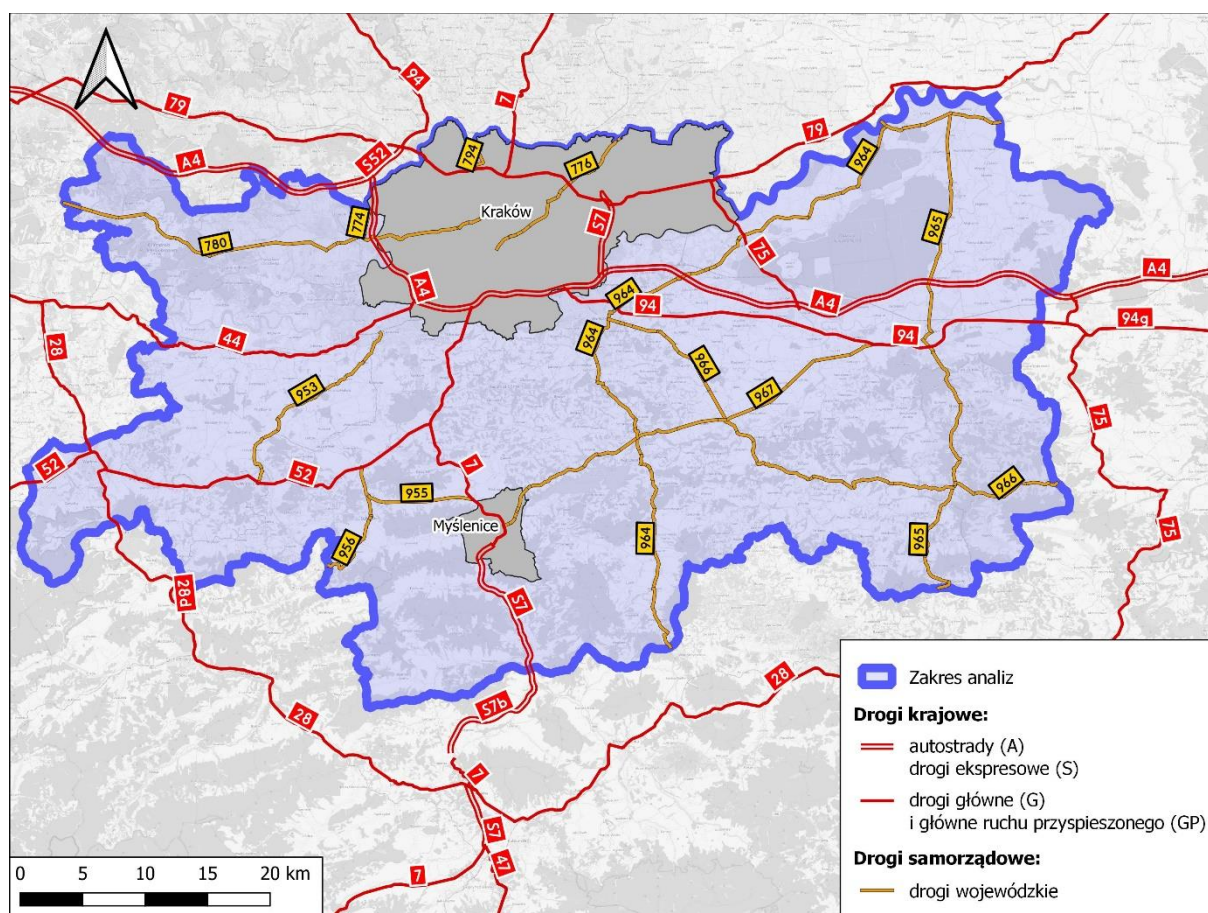 94
7
79
79
A4
S52
794
776
964
Kraków
774
S7
965
780
75
A4
A4
964
A4
94
94g
28
44
964
94
966
953
967
75
52
7
52
955
966
Myślenice
964
956
965
75
28d
S7
Zakres analiz
28
S7b
28
Drogi krajowe:
autostrady (A)
drogi ekspresowe (S)
7
drogi główne (G)
i główne ruchu przyspieszonego (GP)
S7
Drogi samorządowe:
47
7
drogi wojewódzkie
0 5 10 15 20 km